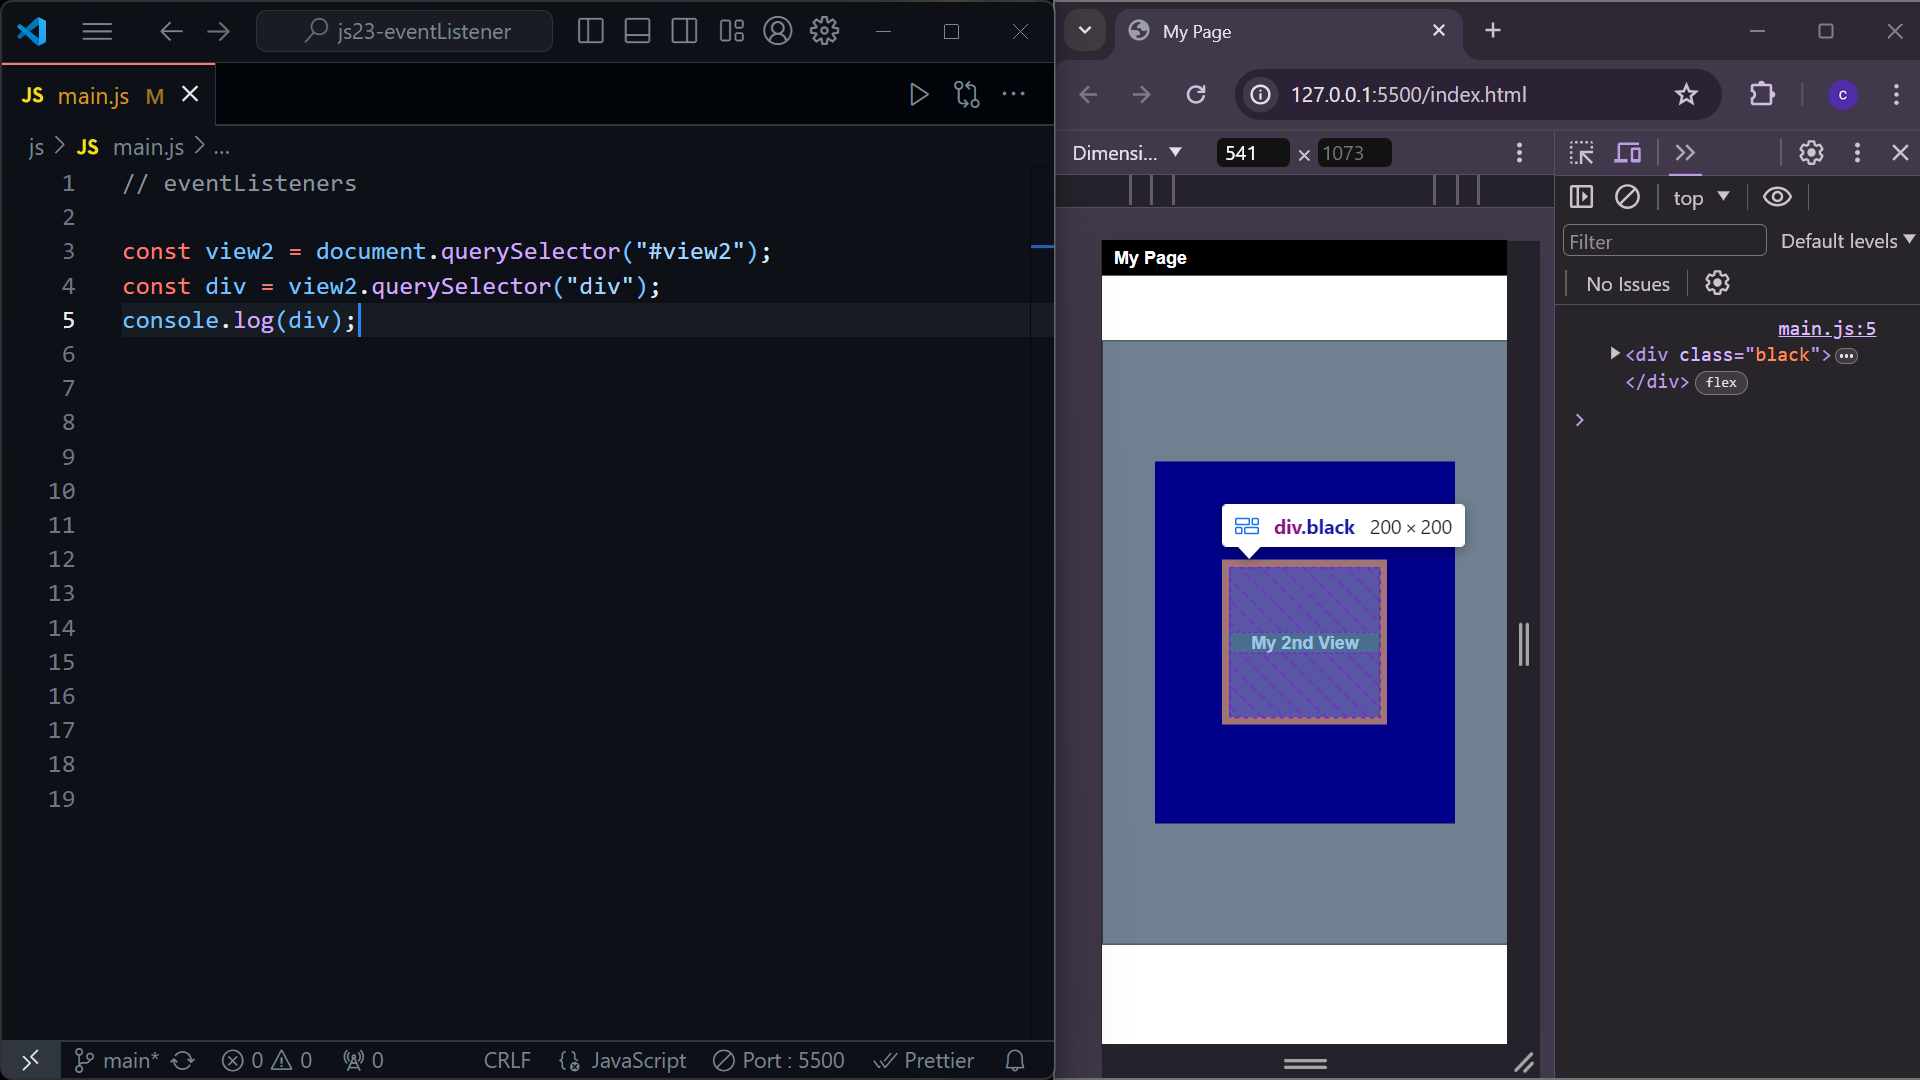 js23-eventListener
JS main.js M
js > JS main.js > ...
1 // eventListeners
2
3 const view2 = document.querySelector("#view2");
4 const div = view2.querySelector("div");
5 console.log(div);
6
7
8
9
10
11
12
13
14
15
16
17
18
19
main* 0 0 0 CRLF JavaScript Port : 5500 Prettier
My Page
127.0.0.1:5500/index.html
c
Dimensi... 541 × 1073
top
Filter
Default levels
No Issues
main.js:5
<div class="black">
</div> flex
My Page
div.black 200 × 200
My 2nd View